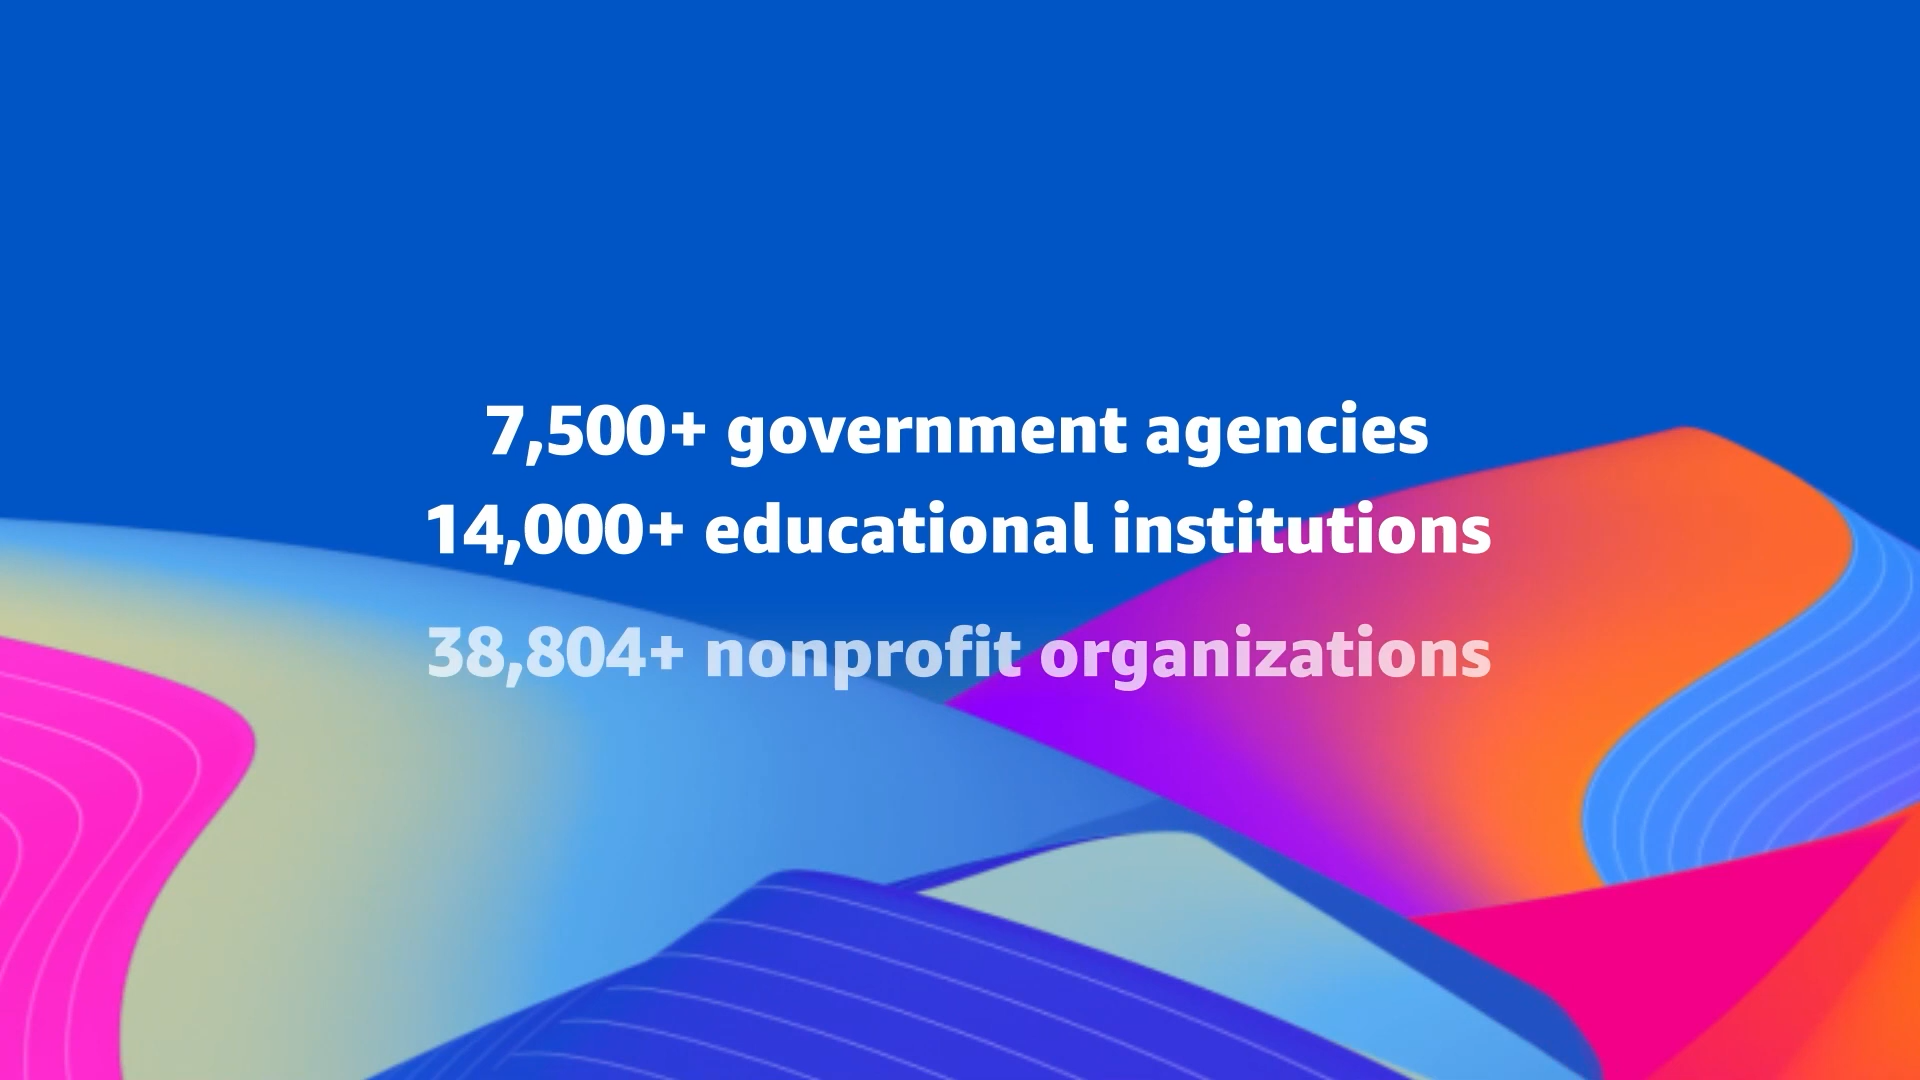 7,500+ government agencies
14,000+ educational institutions
38,804+ nonprofit organizations